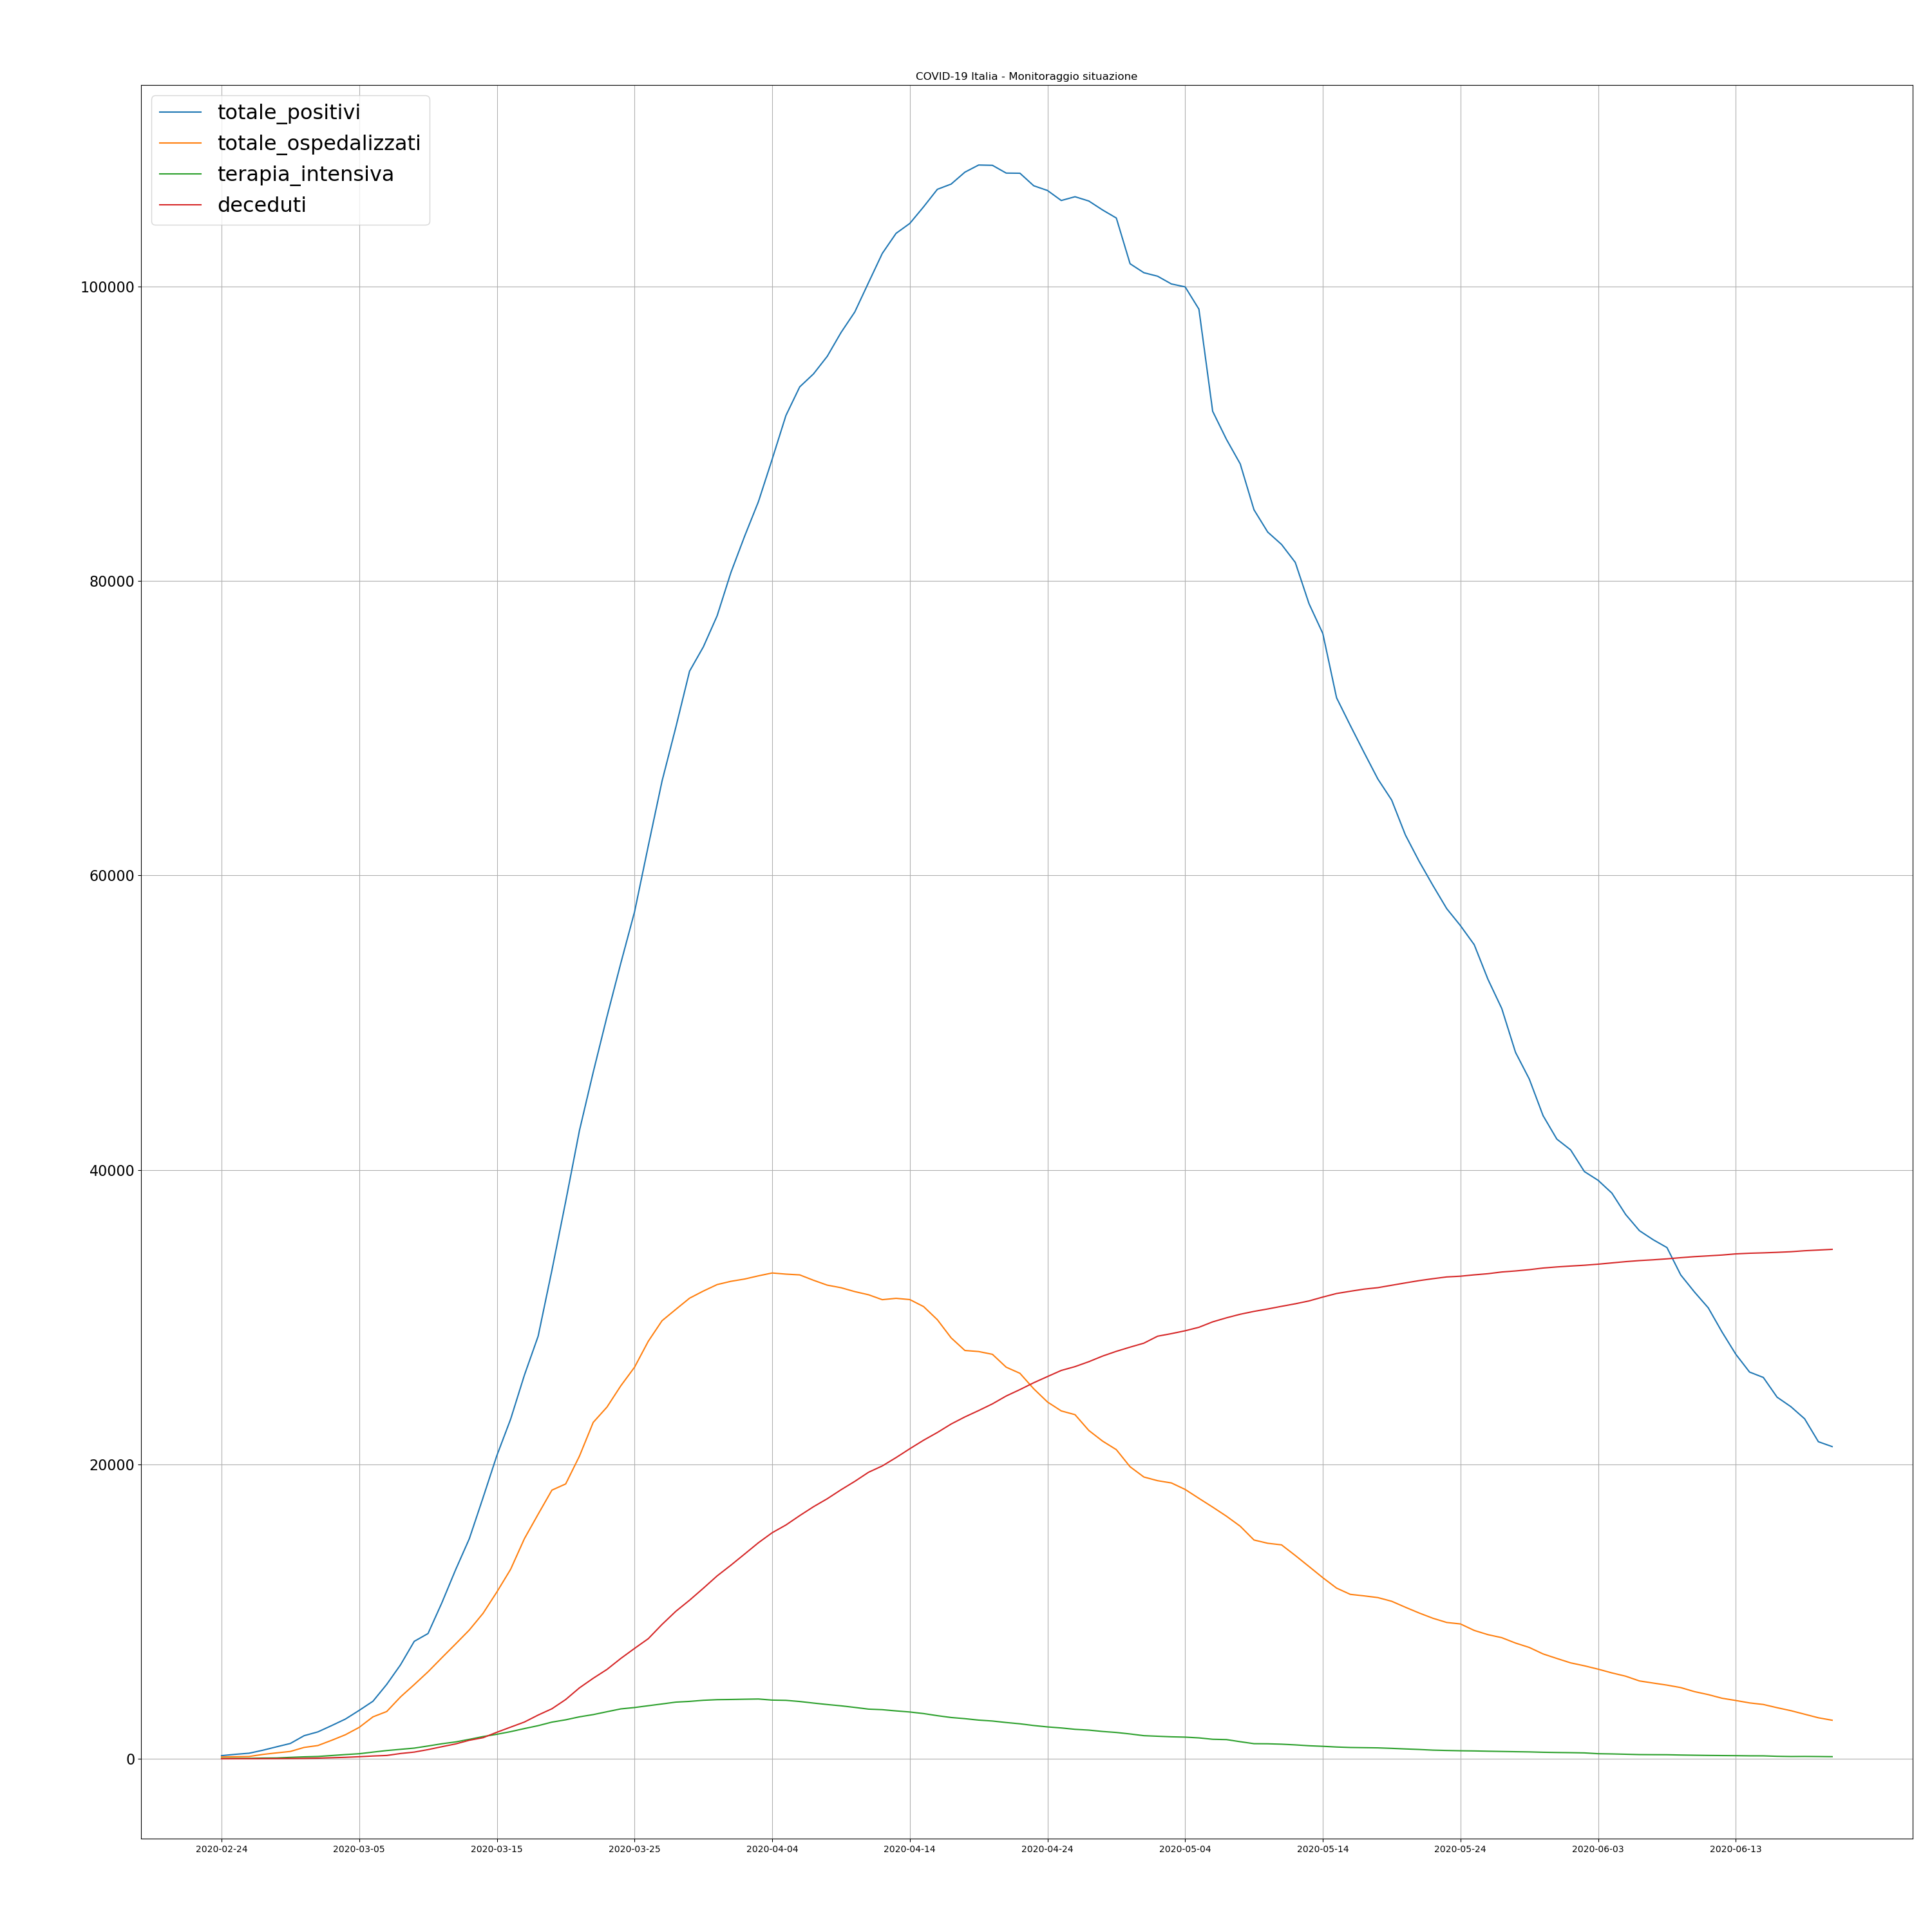 COVID-19 Italia - Monitoraggio situazione
totale_positivi
totale_ospedalizzati
terapia_intensiva
deceduti
100000
80000
60000
40000
20000
0
2020-02-24 2020-03-05 2020-03-15 2020-03-25 2020-04-04 2020-04-14 2020-04-24 2020-05-04 2020-05-14 2020-05-24 2020-06-03 2020-06-13